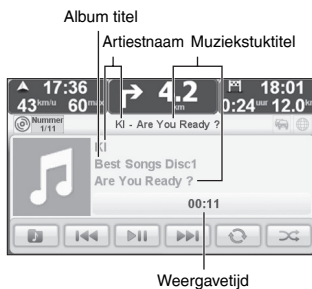 Album titel
Artiestnaam Muziekstuktitel
17:36 4.2 18:01
43km/u 60max km 0:24uur 12.0km
Nummer
1/11
KI - Are You Ready ?
KI
Best Songs Disc1
Are You Ready ?
00:11
Weergavetijd